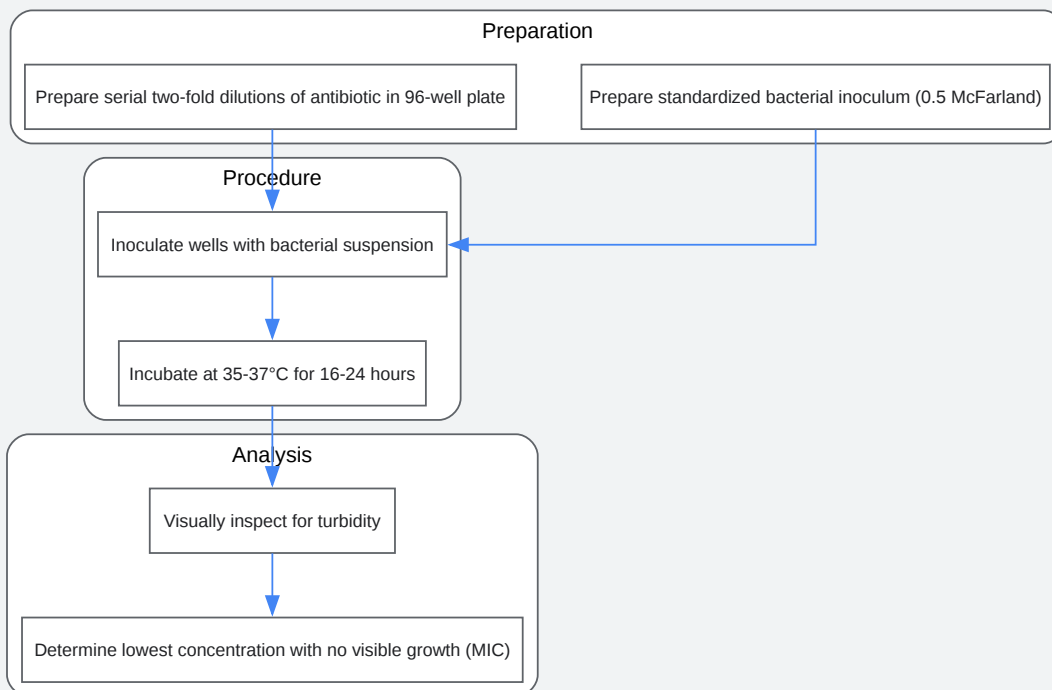 Preparation
Prepare serial two-fold dilutions of antibiotic in 96-well plate
Prepare standardized bacterial inoculum (0.5 McFarland)
Procedure
Inoculate wells with bacterial suspension
Incubate at 35-37°C for 16-24 hours
Analysis
Visually inspect for turbidity
Determine lowest concentration with no visible growth (MIC)